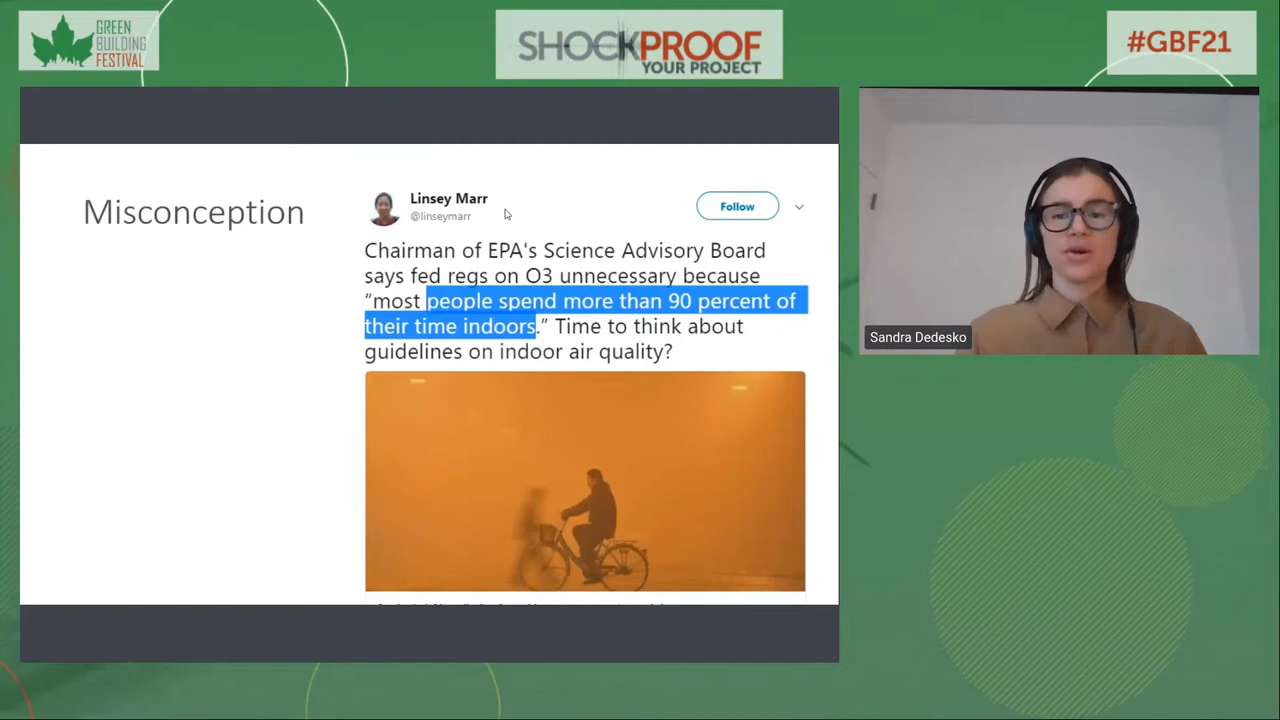 GREEN
BUILDING
FESTIVAL
SHOCKPROOF
YOUR PROJECT
#GBF21
Misconception
Linsey Marr
@linseymarr
Follow
Chairman of EPA's Science Advisory Board
says fed regs on O3 unnecessary because
“most people spend more than 90 percent of
their time indoors.” Time to think about
guidelines on indoor air quality?
Sandra Dedesko